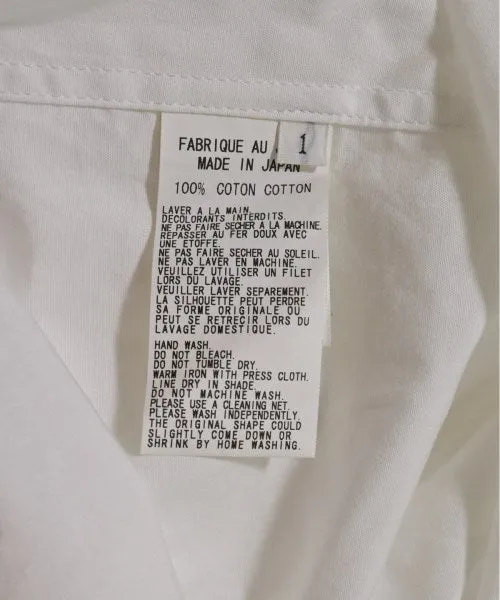 FABRIQUE AU
1
MADE IN JAPAN
100% COTON COTTON
LAVER A LA MAIN.
DECOLORANTS INTERDITS.
NE PAS FAIRE SECHER A LA MACHINE.
REPASSER AU FER DOUX AVEC
UNE ETOFFE.
NE PAS FAIRE SECHER AU SOLEIL.
NE PAS LAVER EN MACHINE.
VEUILLEZ UTILISER UN FILET
LORS DU LAVAGE.
VEUILLER LAVER SEPAREMENT.
LA SILHOUETTE PEUT PERDRE
SA FORME ORIGINALE OU
PEUT SE RETRECIR LORS DU
LAVAGE DOMESTIQUE.
HAND WASH.
DO NOT BLEACH.
DO NOT TUMBLE DRY.
WARM IRON WITH PRESS CLOTH.
LINE DRY IN SHADE.
DO NOT MACHINE WASH.
PLEASE USE A CLEANING NET.
PLEASE WASH INDEPENDENTLY.
THE ORIGINAL SHAPE COULD
SLIGHTLY COME DOWN OR
SHRINK BY HOME WASHING.